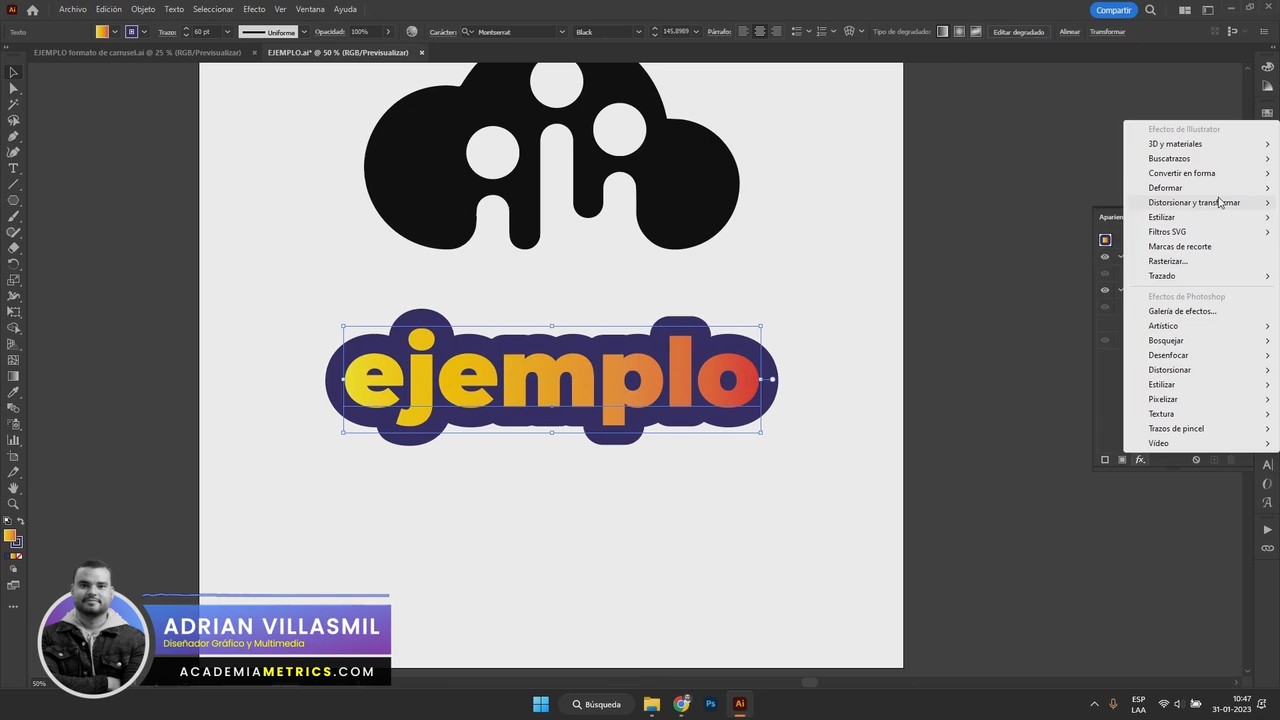 Archivo Edición Objeto Texto Seleccionar Efecto Ver Ventana Ayuda
Compartir
Texto
Trazo: 60 pt Uniforme Opacidad: 100% Carácter: Montserrat Black 145,8989 Párrafo: Tipo de degradado: Editar degradado Alinear Transformar
EJEMPLO formato de carrusel.ai @ 25 % (RGB/Previsualizar) × EJEMPLO.ai* @ 50 % (RGB/Previsualizar) ×
Efectos de Illustrator
3D y materiales
Buscatrazos
Convertir en forma
Deformar
Distorsionar y transformar
Estilizar
Filtros SVG
Marcas de recorte
Rasterizar...
Trazado
Efectos de Photoshop
Galería de efectos...
Artístico
Bosquejar
Desenfocar
Distorsionar
Estilizar
Pixelizar
Textura
Trazos de pincel
Vídeo
Aparien
fx.
ejemplo
ADRIAN VILLASMIL
Diseñador Gráfico y Multimedia
ACADEMIAMETRICS.COM
50%
Búsqueda
Ps
Ai
ESP
LAA
10:47
31-01-2023